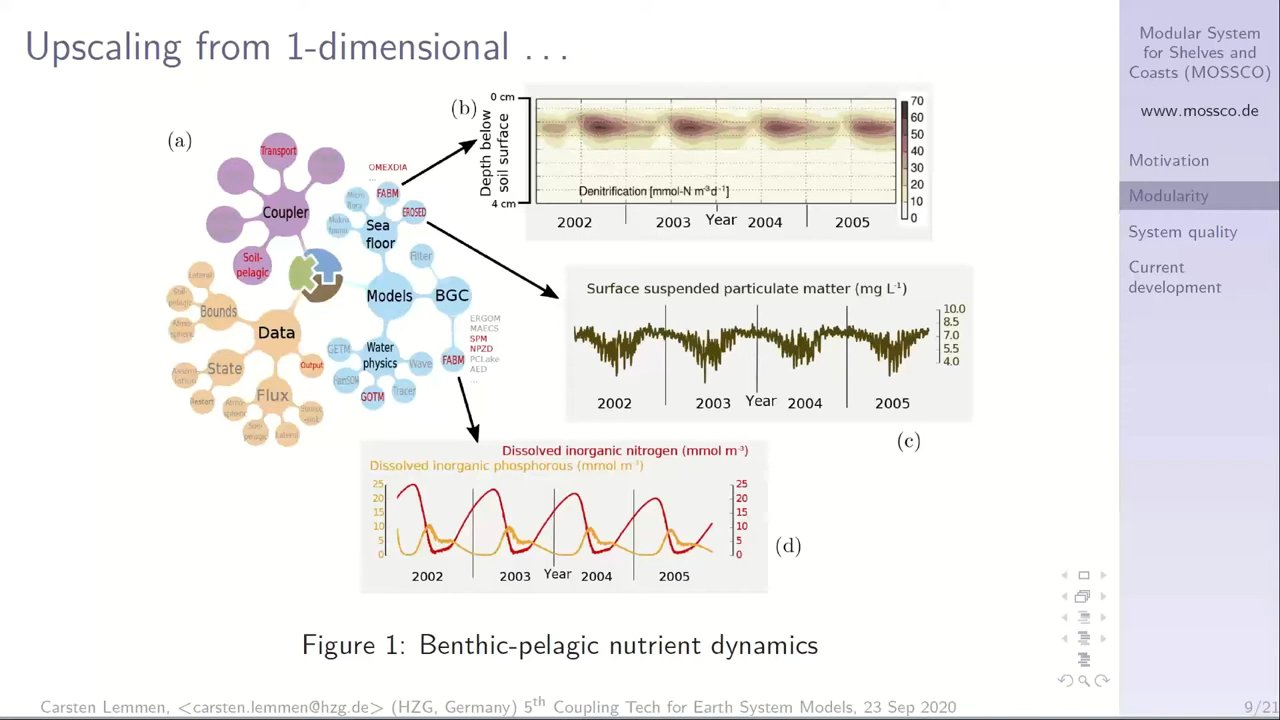 Upscaling from 1-dimensional . . .
Modular System
for Shelves and
Coasts (MOSSCO)
www.mossco.de
Motivation
Modularity
System quality
Current
development
(a)
Transport
Coupler
Soil-
pelagic
OMEXDIA
...
FABM
EROSED
Sea
floor
Filter
Models
BGC
ERGOM
MAECS
SPM
NPZD
PCLake
AED
...
FABM
Water
physics
GETM
Wave
Tracer
GOTM
Lateral
Bounds
Data
Output
State
Flux
Restart
Lateral
(b)
0 cm
Depth below
soil surface
4 cm
Denitrification [mmol-N m⁻³d⁻¹]
70
60
50
40
30
20
10
0
2002 2003 Year 2004 2005
Surface suspended particulate matter (mg L⁻¹)
10.0
8.5
7.0
5.5
4.0
2002 2003 Year 2004 2005
(c)
Dissolved inorganic nitrogen (mmol m⁻³)
Dissolved inorganic phosphorous (mmol m⁻³)
25 25
20 20
15 15
10 10
5 5
0 0
2002 2003 Year 2004 2005
(d)
Figure 1: Benthic-pelagic nutrient dynamics
Carsten Lemmen, <carsten.lemmen@hzg.de> (HZG, Germany) 5th Coupling Tech for Earth System Models, 23 Sep 2020 9/21